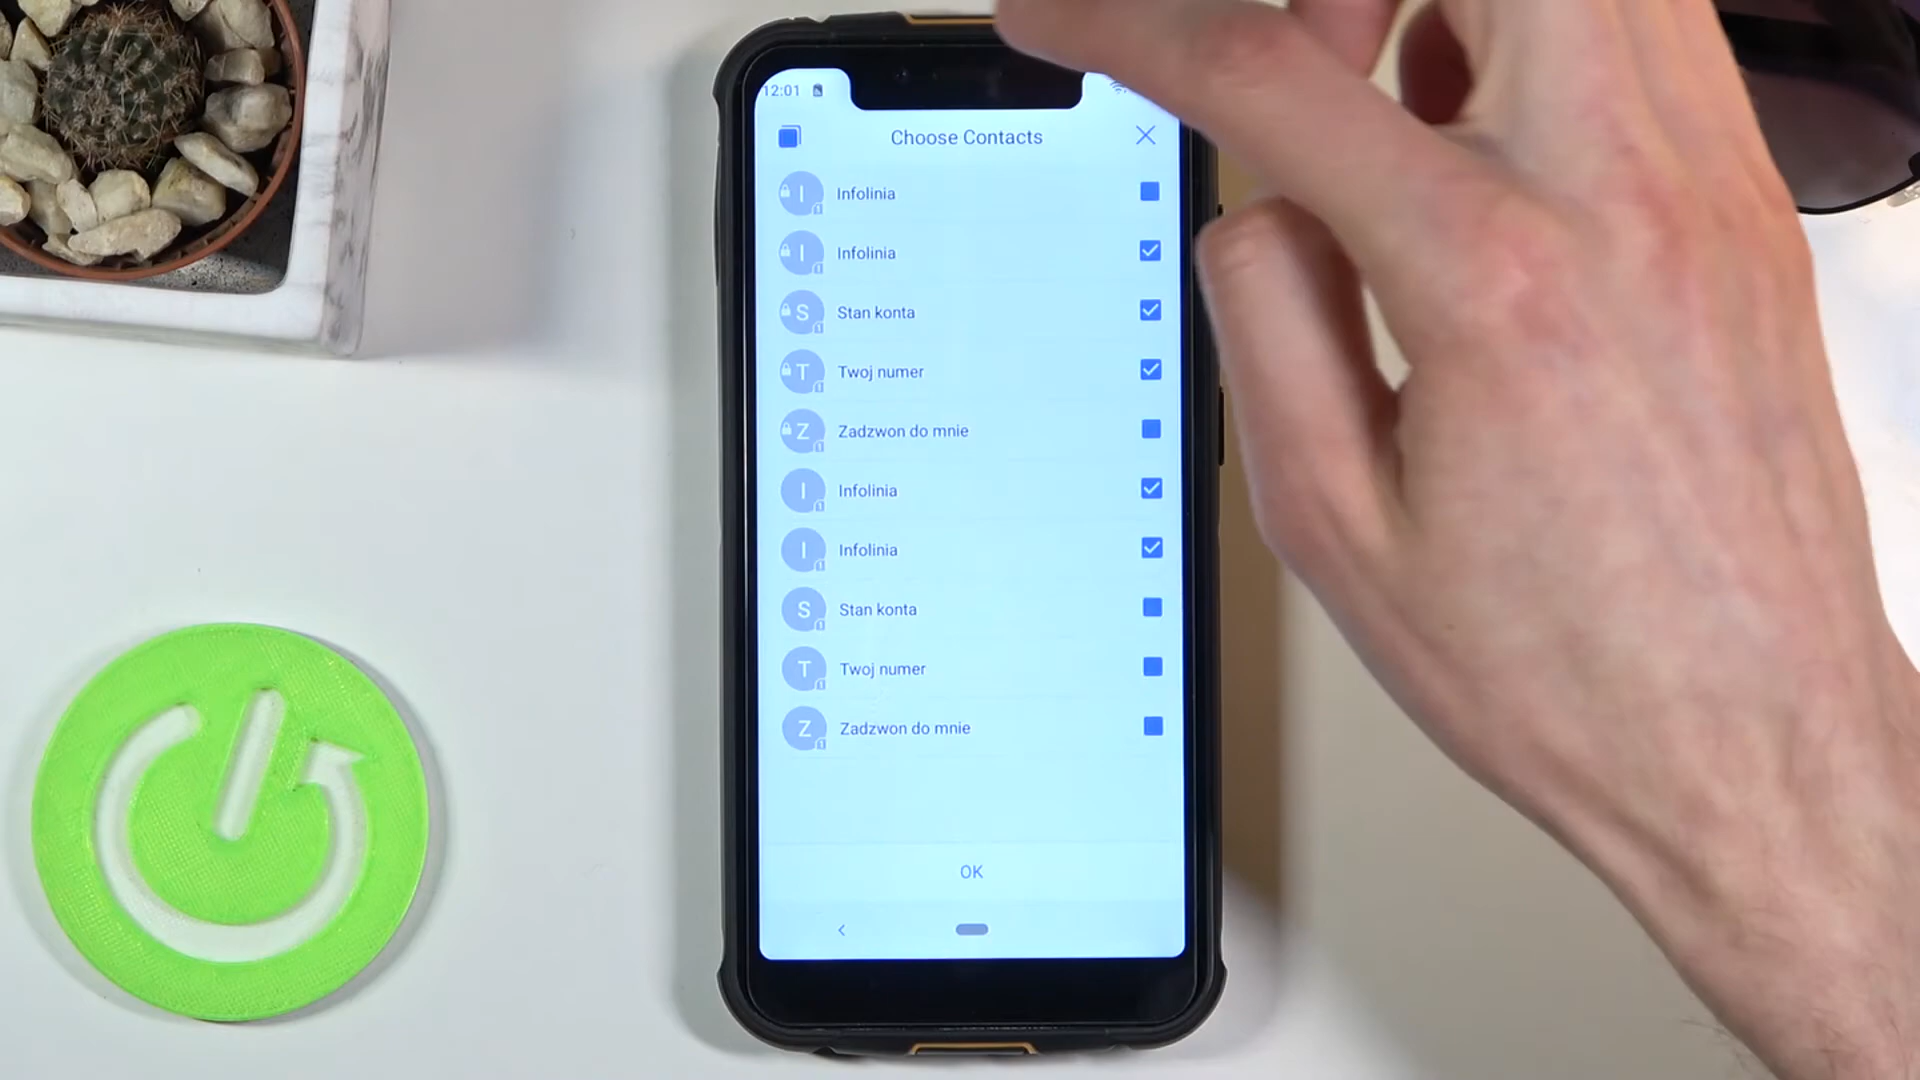 12:01
Choose Contacts
I Infolinia
I Infolinia
S Stan konta
T Twoj numer
Z Zadzwon do mnie
I Infolinia
I Infolinia
S Stan konta
T Twoj numer
Z Zadzwon do mnie
OK